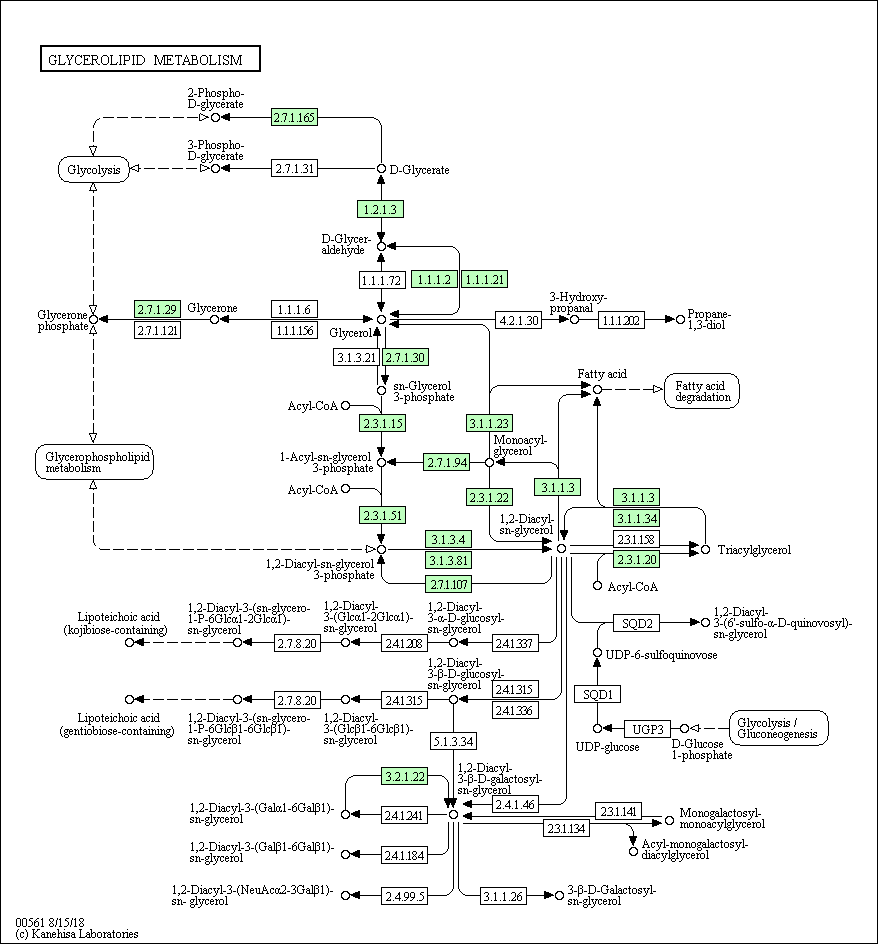 GLYCEROLIPID METABOLISM
2-Phospho-
D-glycerate
2.7.1.165
3-Phospho-
D-glycerate
Glycolysis
2.7.1.31
D-Glycerate
1.2.1.3
D-Glycer-
aldehyde
1.1.1.72
1.1.1.2
1.1.1.21
Glycerone
phosphate
2.7.1.29
2.7.1.121
Glycerone
1.1.1.6
1.1.1.156
Glycerol
4.2.1.30
3-Hydroxy-
propanal
1.1.1202
Propane-
1,3-diol
3.1.3.21
2.7.1.30
sn-Glycerol
3-phosphate
Fatty acid
Fatty acid
degradation
Acyl-CoA
2.3.1.15
3.1.1.23
Monoacyl-
glycerol
Glycerophospholipid
metabolism
1-Acyl-sn-glycerol
3-phosphate
2.7.1.94
Acyl-CoA
2.3.1.22
3.1.1.3
3.1.1.3
2.3.1.51
1,2-Diacyl-
sn-glycerol
3.1.1.34
3.1.3.4
2.3.1.158
Triacylglycerol
1,2-Diacyl-sn-glycerol
3-phosphate
3.1.3.81
2.3.1.20
2.7.1.107
Acyl-CoA
Lipoteichoic acid
(kojibiose-containing)
1,2-Diacyl-3-(sn-glycero-
1-P-6Glcα1-2Glcα1)-
sn-glycerol
2.7.8.20
1,2-Diacyl-
3-(Glcα1-2Glcα1)-
sn-glycerol
2.4.1208
1,2-Diacyl-
3-α-D-glucosyl-
sn-glycerol
2.4.1337
SQD2
1,2-Diacyl-
3-(6'-sulfo-α-D-quinovosyl)-
sn-glycerol
UDP-6-sulfoquinovose
1,2-Diacyl-
3-β-D-glucosyl-
sn-glycerol
2.7.8.20
2.4.1315
2.4.1315
2.4.1336
SQD1
Lipoteichoic acid
(gentiobiose-containing)
1,2-Diacyl-3-(sn-glycero-
1-P-6Glcβ1-6Glcβ1)-
sn-glycerol
1,2-Diacyl-
3-(Glcβ1-6Glcβ1)-
sn-glycerol
UDP-glucose
UGP3
D-Glucose
1-phosphate
Glycolysis /
Gluconeogenesis
5.1.3.34
1,2-Diacyl-
3-β-D-galactosyl-
sn-glycerol
3.2.1.22
2.4.1.46
1,2-Diacyl-3-(Galα1-6Galβ1)-
sn-glycerol
2.4.1241
2.3.1.141
Monogalactosyl-
monoacylglycerol
2.3.1.134
Acyl-monogalactosyl-
diacylglycerol
1,2-Diacyl-3-(Galβ1-6Galβ1)-
sn-glycerol
2.4.1.184
1,2-Diacyl-3-(NeuAcα2-3Galβ1)-
sn- glycerol
2.4.99.5
3.1.1.26
3-β-D-Galactosyl-
sn-glycerol
00561 8/15/18
(c) Kanehisa Laboratories